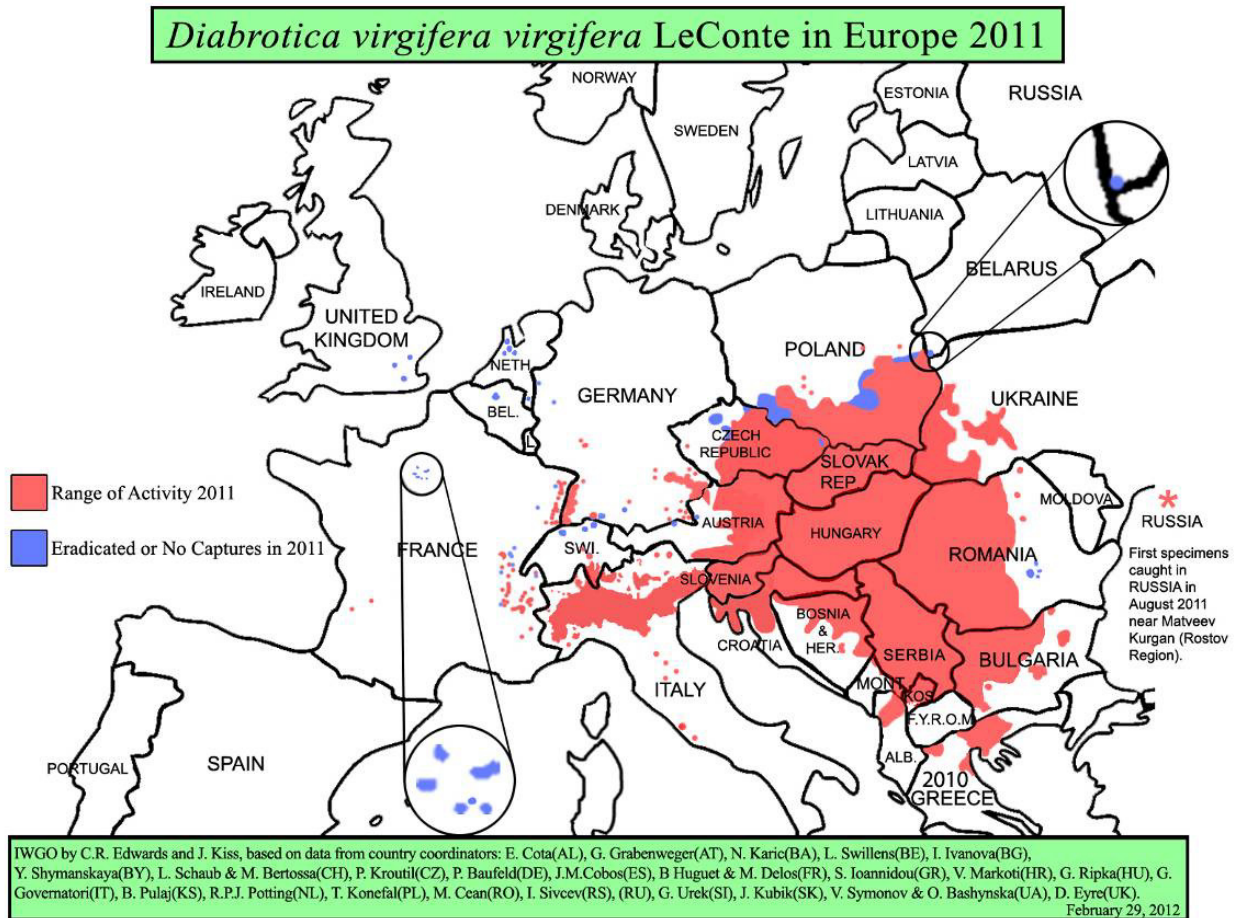 Diabrotica virgifera virgifera LeConte in Europe 2011
NORWAY
SWEDEN
ESTONIA
RUSSIA
LATVIA
LITHUANIA
DENMARK
BELARUS
IRELAND
UNITED
KINGDOM
NETH.
POLAND
GERMANY
BEL.
L.
UKRAINE
CZECH
REPUBLIC
SLOVAK
REP.
Range of Activity 2011
Eradicated or No Captures in 2011
MOLDOVA
AUSTRIA
HUNGARY
FRANCE
SWI.
ROMANIA
SLOVENIA
*
RUSSIA
First specimens
caught in
RUSSIA in
August 2011
near Matveev
Kurgan (Rostov
Region).
BOSNIA
&
HER.
CROATIA
SERBIA
BULGARIA
ITALY
MONT.
KOS.
F.Y.R.O.M
ALB.
PORTUGAL
SPAIN
2010
GREECE
IWGO by C.R. Edwards and J. Kiss, based on data from country coordinators: E. Cota(AL), G. Grabenweger(AT), N. Karic(BA), L. Swillens(BE), I. Ivanova(BG),
Y. Shymanskaya(BY), L. Schaub & M. Bertossa(CH), P. Kroutil(CZ), P. Baufeld(DE), J.M.Cobos(ES), B Huguet & M. Delos(FR), S. Ioannidou(GR), V. Markoti(HR), G. Ripka(HU), G.
Governatori(IT), B. Pulaj(KS), R.P.J. Potting(NL), T. Konefal(PL), M. Cean(RO), I. Sivcev(RS), (RU), G. Urek(SI), J. Kubik(SK), V. Symonov & O. Bashynska(UA), D. Eyre(UK).
February 29, 2012